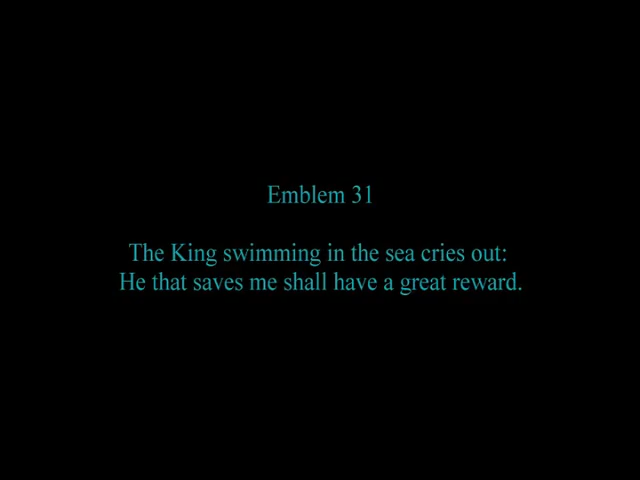 Emblem 31
The King swimming in the sea cries out:
He that saves me shall have a great reward.